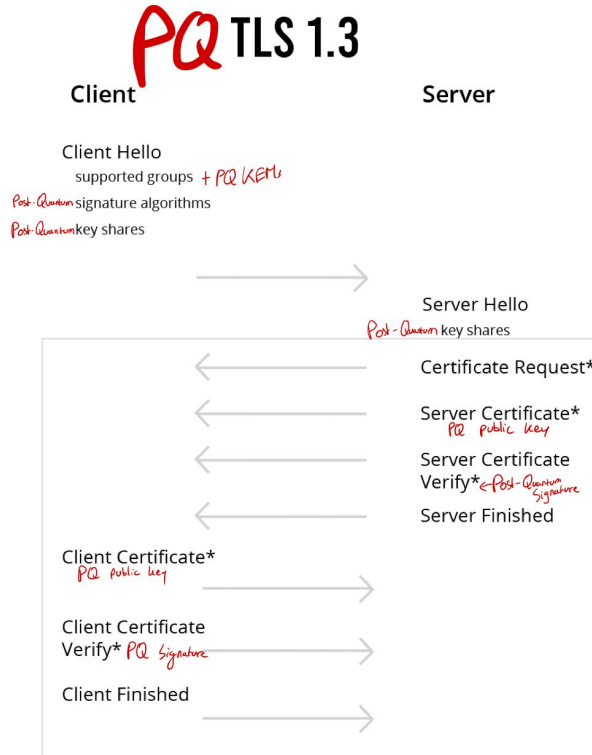 PQ TLS 1.3
Client
Server
Client Hello
supported groups + PQ KEMs
Post-Quantum signature algorithms
Post-Quantum key shares
Server Hello
Post-Quantum key shares
Certificate Request*
Server Certificate*
PQ public key
Server Certificate
Verify* ← Post-Quantum
Signature
Server Finished
Client Certificate*
PQ public key
Client Certificate
Verify* PQ Signature
Client Finished